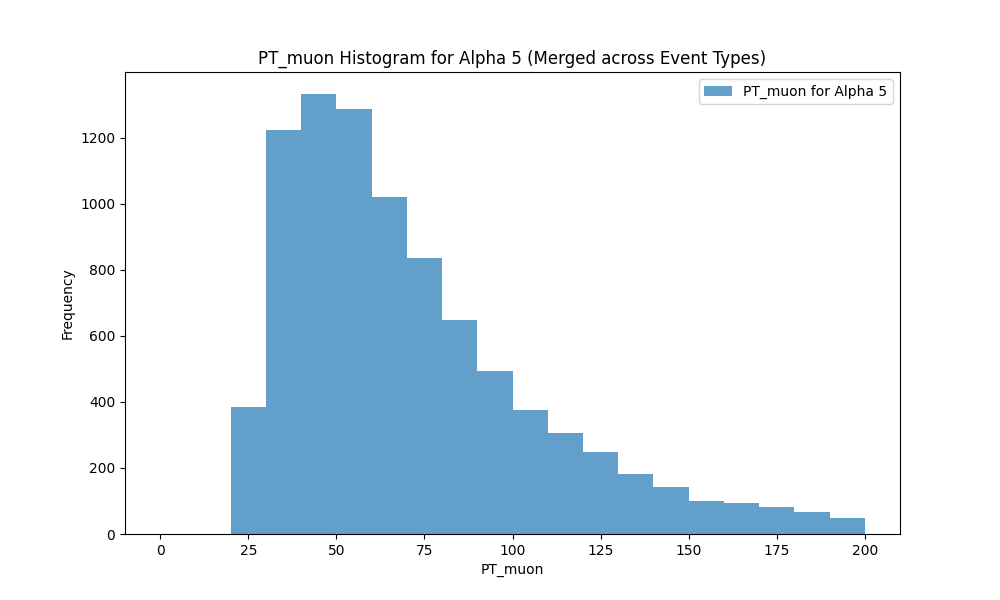 PT_muon Histogram for Alpha 5 (Merged across Event Types)
PT_muon for Alpha 5
Frequency
1200
1000
800
600
400
200
0
0 25 50 75 100 125 150 175 200
PT_muon